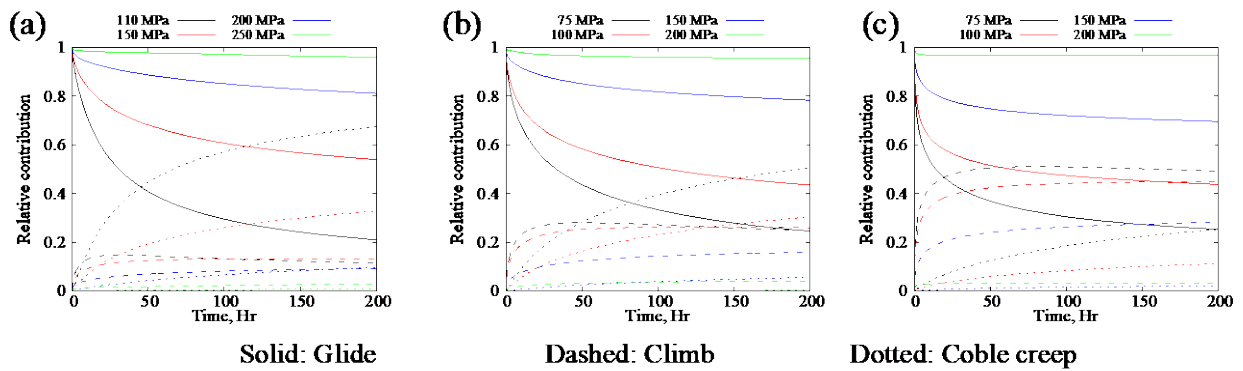 (a)
110 MPa 200 MPa
150 MPa 250 MPa
Relative contribution
1
0.8
0.6
0.4
0.2
0
0 50 100 150 200
Time, Hr
(b)
75 MPa 150 MPa
100 MPa 200 MPa
Relative contribution
1
0.8
0.6
0.4
0.2
0
0 50 100 150 200
Time, Hr
(c)
75 MPa 150 MPa
100 MPa 200 MPa
Relative contribution
1
0.8
0.6
0.4
0.2
0
0 50 100 150 200
Time, Hr
Solid: Glide Dashed: Climb Dotted: Coble creep